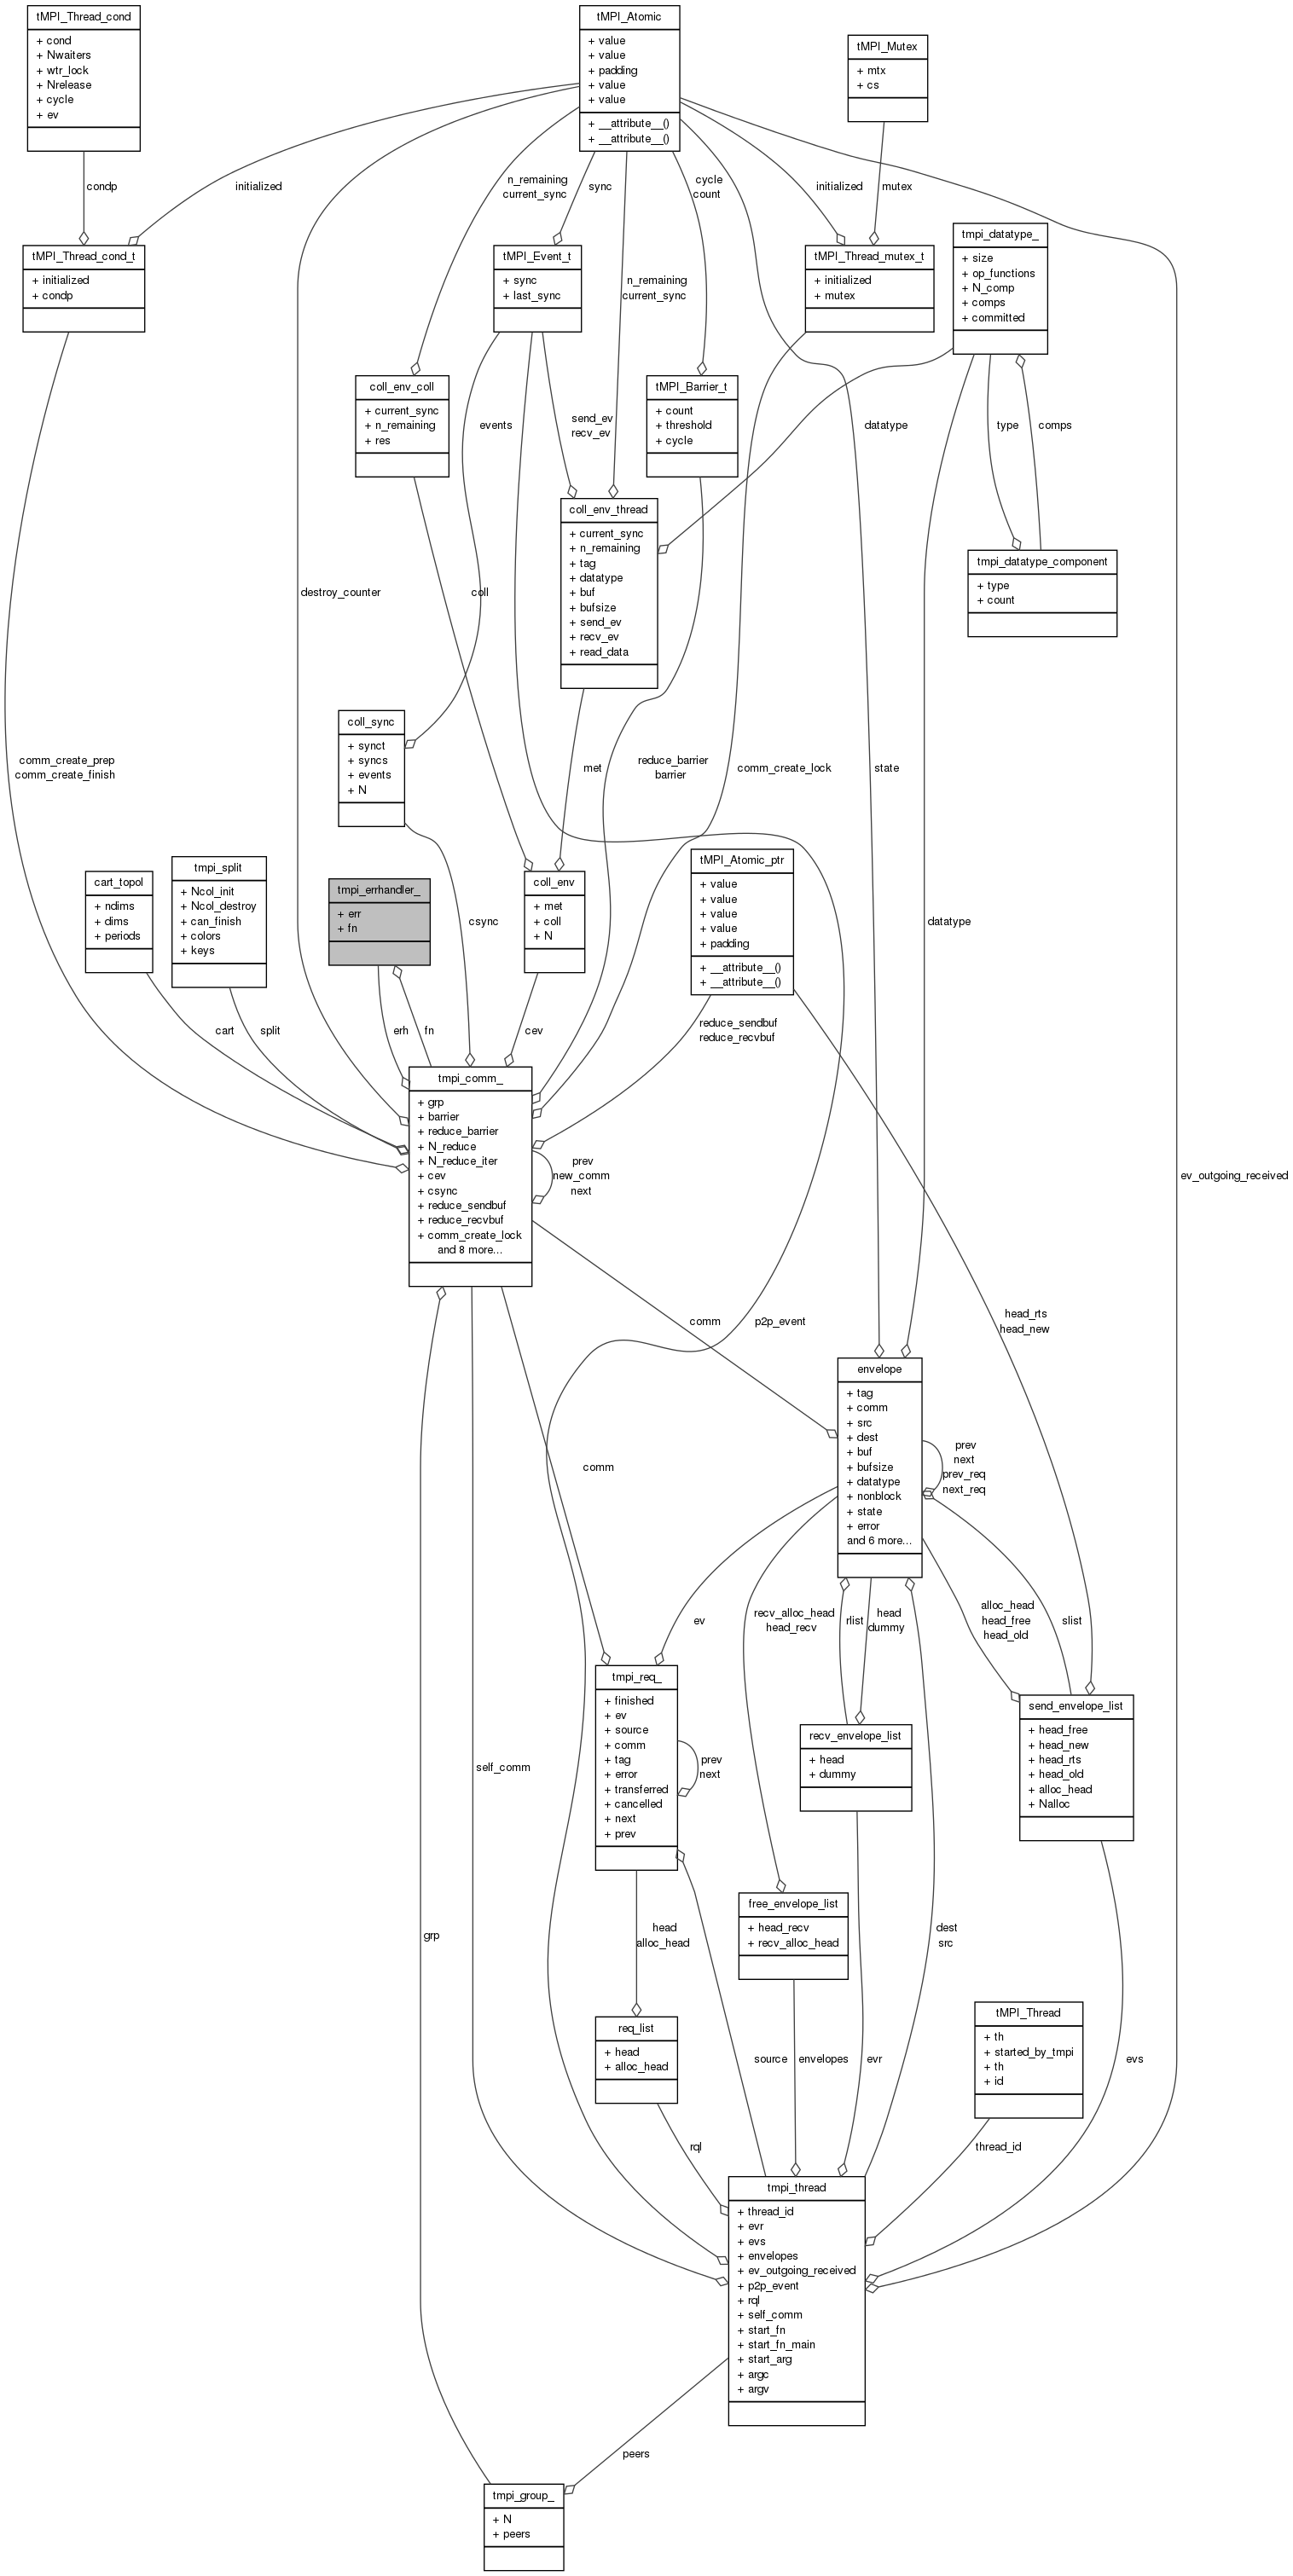 tMPI_Thread_cond
+ cond
+ Nwaiters
+ wtr_lock
+ Nrelease
+ cycle
+ ev
tMPI_Atomic
+ value
+ value
+ padding
+ value
+ value
+ __attribute__()
+ __attribute__()
tMPI_Mutex
+ mtx
+ cs
condp
initialized
n_remaining
current_sync
sync
cycle
count
initialized
mutex
tMPI_Thread_cond_t
+ initialized
+ condp
tMPI_Event_t
+ sync
+ last_sync
n_remaining
current_sync
tMPI_Thread_mutex_t
+ initialized
+ mutex
tmpi_datatype_
+ size
+ op_functions
+ N_comp
+ comps
+ committed
coll_env_coll
+ current_sync
+ n_remaining
+ res
tMPI_Barrier_t
+ count
+ threshold
+ cycle
events
send_ev
recv_ev
datatype
type
comps
coll_env_thread
+ current_sync
+ n_remaining
+ tag
+ datatype
+ buf
+ bufsize
+ send_ev
+ recv_ev
+ read_data
tmpi_datatype_component
+ type
+ count
destroy_counter
coll
coll_sync
+ synct
+ syncs
+ events
+ N
comm_create_prep
comm_create_finish
met
reduce_barrier
barrier
comm_create_lock
state
cart_topol
+ ndims
+ dims
+ periods
tmpi_split
+ Ncol_init
+ Ncol_destroy
+ can_finish
+ colors
+ keys
tmpi_errhandler_
+ err
+ fn
csync
coll_env
+ met
+ coll
+ N
tMPI_Atomic_ptr
+ value
+ value
+ value
+ value
+ padding
+ __attribute__()
+ __attribute__()
datatype
cart
split
erh
fn
cev
reduce_sendbuf
reduce_recvbuf
tmpi_comm_
+ grp
+ barrier
+ reduce_barrier
+ N_reduce
+ N_reduce_iter
+ cev
+ csync
+ reduce_sendbuf
+ reduce_recvbuf
+ comm_create_lock
and 8 more...
prev
new_comm
next
ev_outgoing_received
comm
p2p_event
head_rts
head_new
envelope
+ tag
+ comm
+ src
+ dest
+ buf
+ bufsize
+ datatype
+ nonblock
+ state
+ error
and 6 more...
prev
next
prev_req
next_req
comm
ev
recv_alloc_head
head_recv
rlist
head
dummy
alloc_head
head_free
head_old
slist
tmpi_req_
+ finished
+ ev
+ source
+ comm
+ tag
+ error
+ transferred
+ cancelled
+ next
+ prev
prev
next
recv_envelope_list
+ head
+ dummy
send_envelope_list
+ head_free
+ head_new
+ head_rts
+ head_old
+ alloc_head
+ Nalloc
self_comm
free_envelope_list
+ head_recv
+ recv_alloc_head
grp
head
alloc_head
dest
src
req_list
+ head
+ alloc_head
tMPI_Thread
+ th
+ started_by_tmpi
+ th
+ id
source
envelopes
evr
evs
rql
thread_id
tmpi_thread
+ thread_id
+ evr
+ evs
+ envelopes
+ ev_outgoing_received
+ p2p_event
+ rql
+ self_comm
+ start_fn
+ start_fn_main
+ start_arg
+ argc
+ argv
peers
tmpi_group_
+ N
+ peers